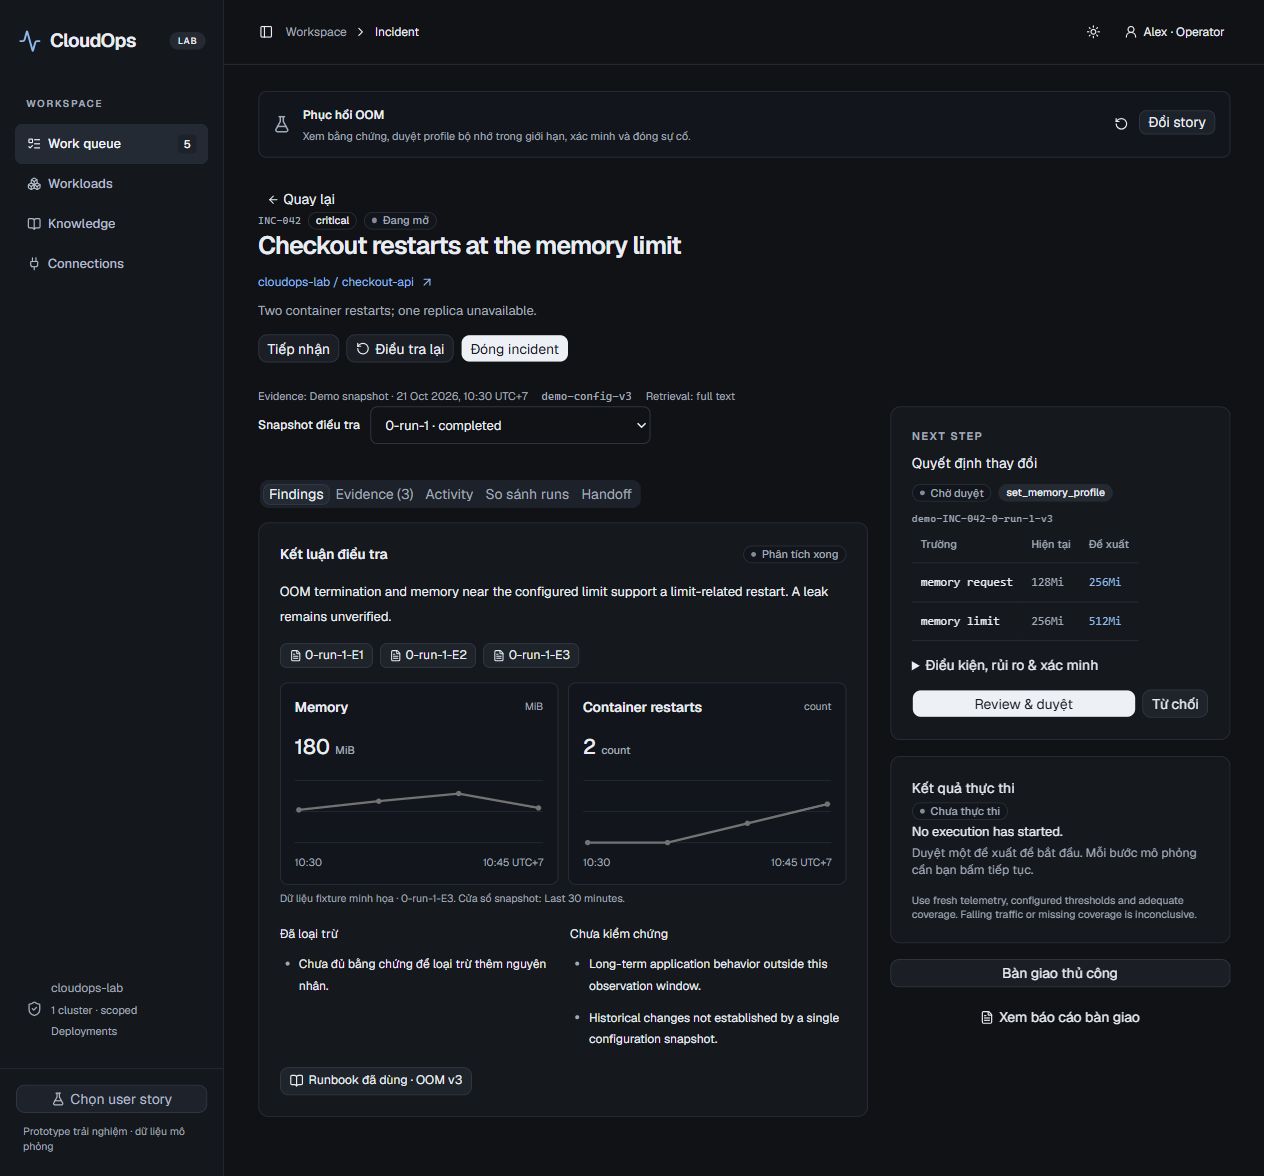 CloudOps
LAB
WORKSPACE
Work queue
5
Workloads
Knowledge
Connections
cloudops-lab
1 cluster · scoped
Deployments
Chọn user story
Prototype trải nghiệm · dữ liệu mô
phỏng
Workspace
Incident
Alex · Operator
Phục hồi OOM
Xem bằng chứng, duyệt profile bộ nhớ trong giới hạn, xác minh và đóng sự cố.
Đổi story
Quay lại
INC-042
critical
Đang mở
Checkout restarts at the memory limit
cloudops-lab / checkout-api
Two container restarts; one replica unavailable.
Tiếp nhận
Điều tra lại
Đóng incident
Evidence: Demo snapshot · 21 Oct 2026, 10:30 UTC+7
demo-config-v3
Retrieval: full text
Snapshot điều tra
0-run-1 · completed
Findings
Evidence (3)
Activity
So sánh runs
Handoff
Kết luận điều tra
Phân tích xong
OOM termination and memory near the configured limit support a limit-related restart. A leak
remains unverified.
0-run-1-E1
0-run-1-E2
0-run-1-E3
Memory
MiB
180 MiB
10:30
10:45 UTC+7
Container restarts
count
2 count
10:30
10:45 UTC+7
Dữ liệu fixture minh họa · 0-run-1-E3. Cửa sổ snapshot: Last 30 minutes.
Đã loại trừ
Chưa đủ bằng chứng để loại trừ thêm nguyên
nhân.
Chưa kiểm chứng
Long-term application behavior outside this
observation window.
Historical changes not established by a single
configuration snapshot.
Runbook đã dùng · OOM v3
NEXT STEP
Quyết định thay đổi
Chờ duyệt
set_memory_profile
demo-INC-042-0-run-1-v3
Trường
Hiện tại
Đề xuất
memory request
128Mi
256Mi
memory limit
256Mi
512Mi
Điều kiện, rủi ro & xác minh
Review & duyệt
Từ chối
Kết quả thực thi
Chưa thực thi
No execution has started.
Duyệt một đề xuất để bắt đầu. Mỗi bước mô phỏng
cần bạn bấm tiếp tục.
Use fresh telemetry, configured thresholds and adequate
coverage. Falling traffic or missing coverage is inconclusive.
Bàn giao thủ công
Xem báo cáo bàn giao